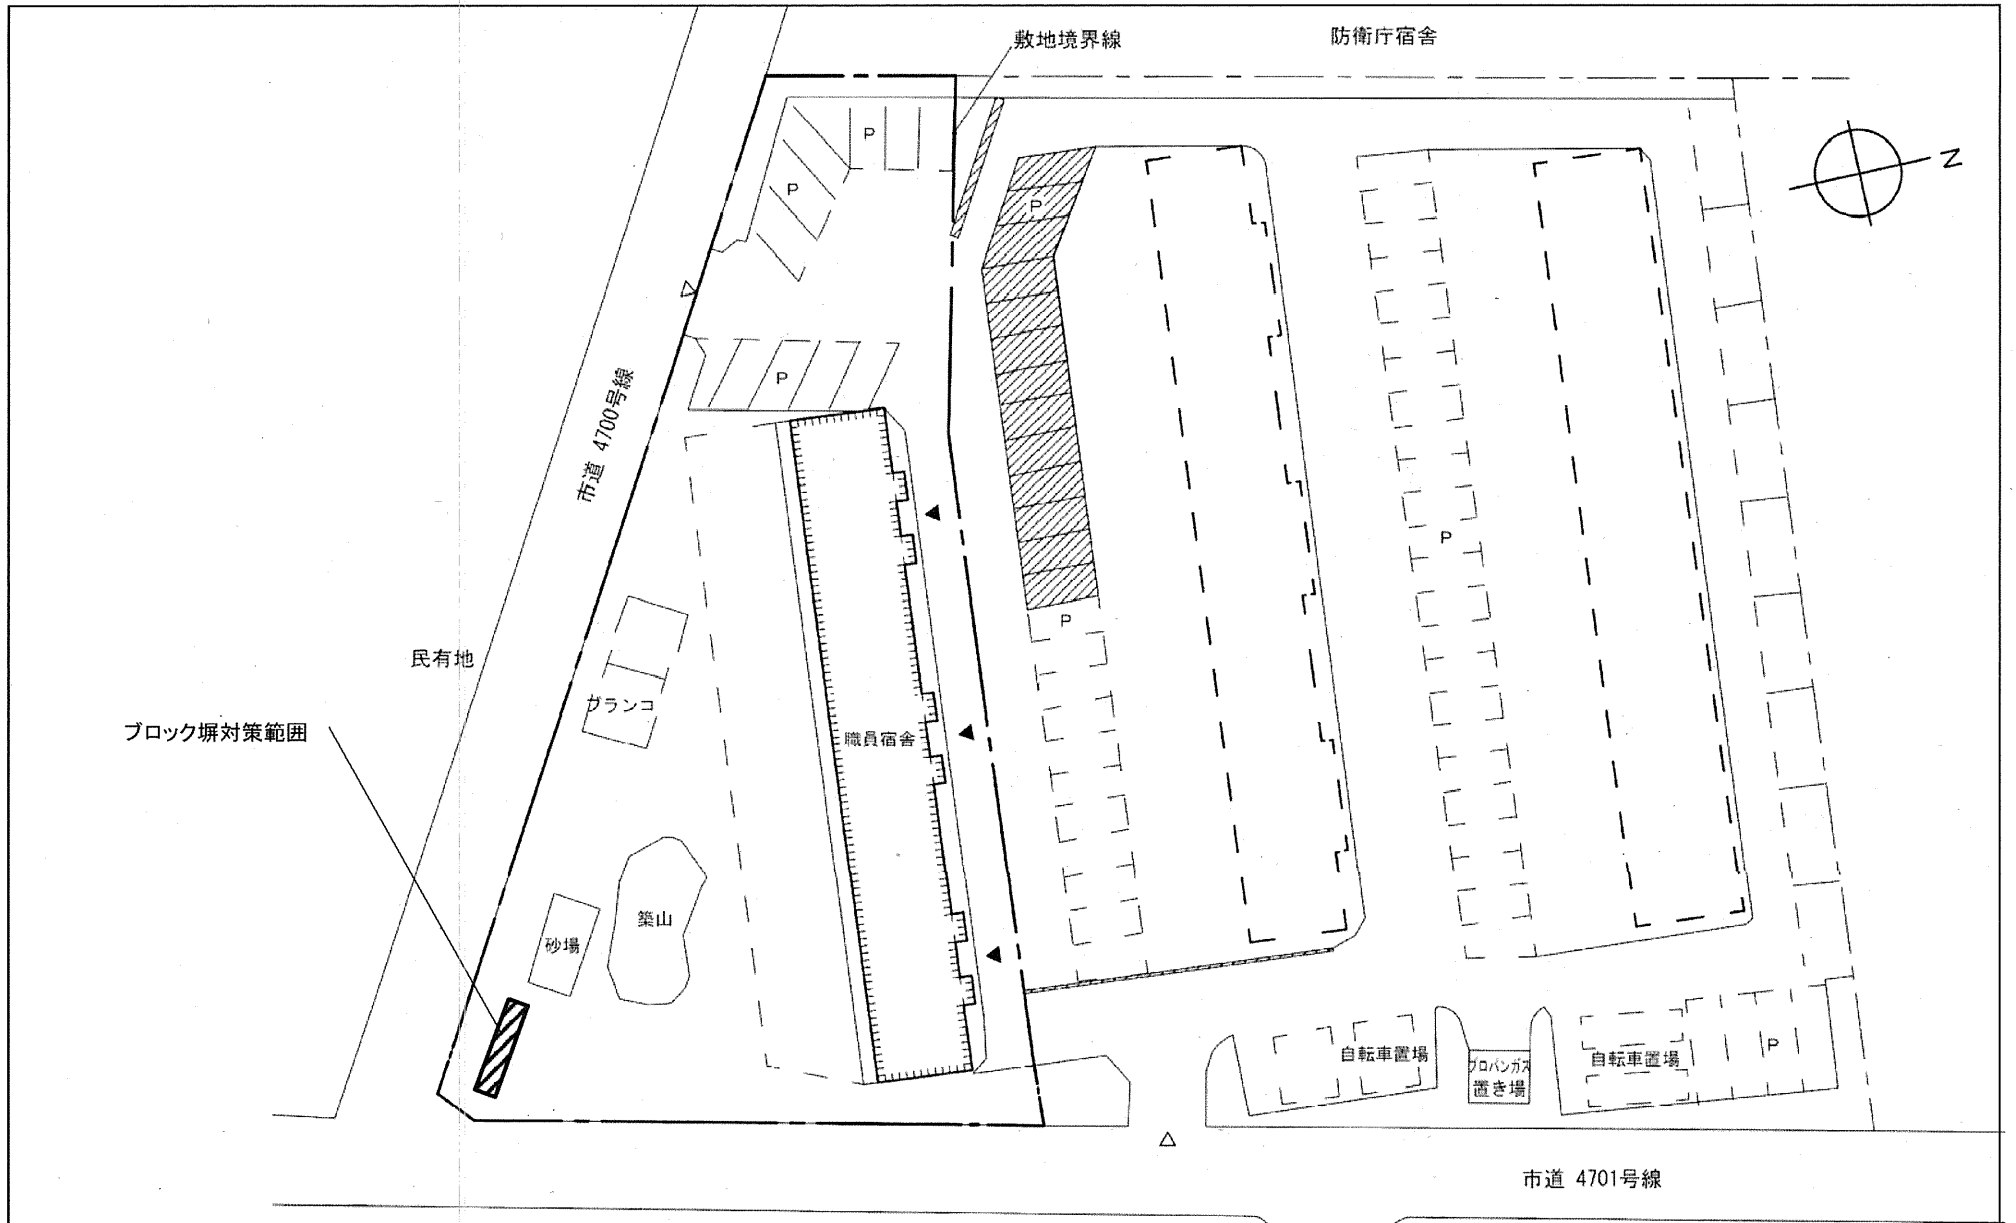 敷地境界線
防衛庁宿舎
P
P
P
N
P
市道 4700号線
P
P
民有地
ブランコ
ブロック塀対策範囲
職員宿舎
築山
砂場
自転車置場
プロパンガス
置き場
自転車置場
P
市道 4701号線